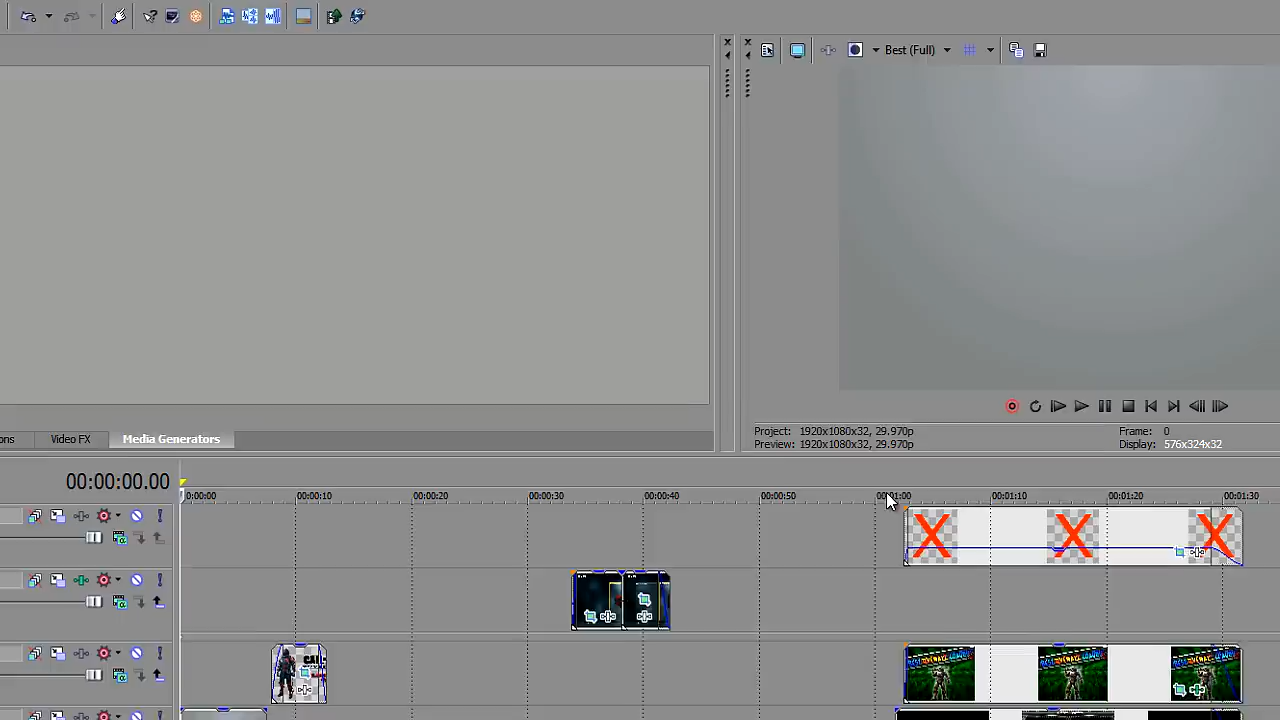 Best (Full)
ons
Video FX
Media Generators
Project: 1920x1080x32, 29.970p
Frame: 0
Preview: 1920x1080x32, 29.970p
Display: 576x324x32
00:00:00.00
0:00:00
00:00:10
00:00:20
00:00:30
00:00:40
00:00:50
00:01:00
00:01:10
00:01:20
00:01:30
X X X
CALL